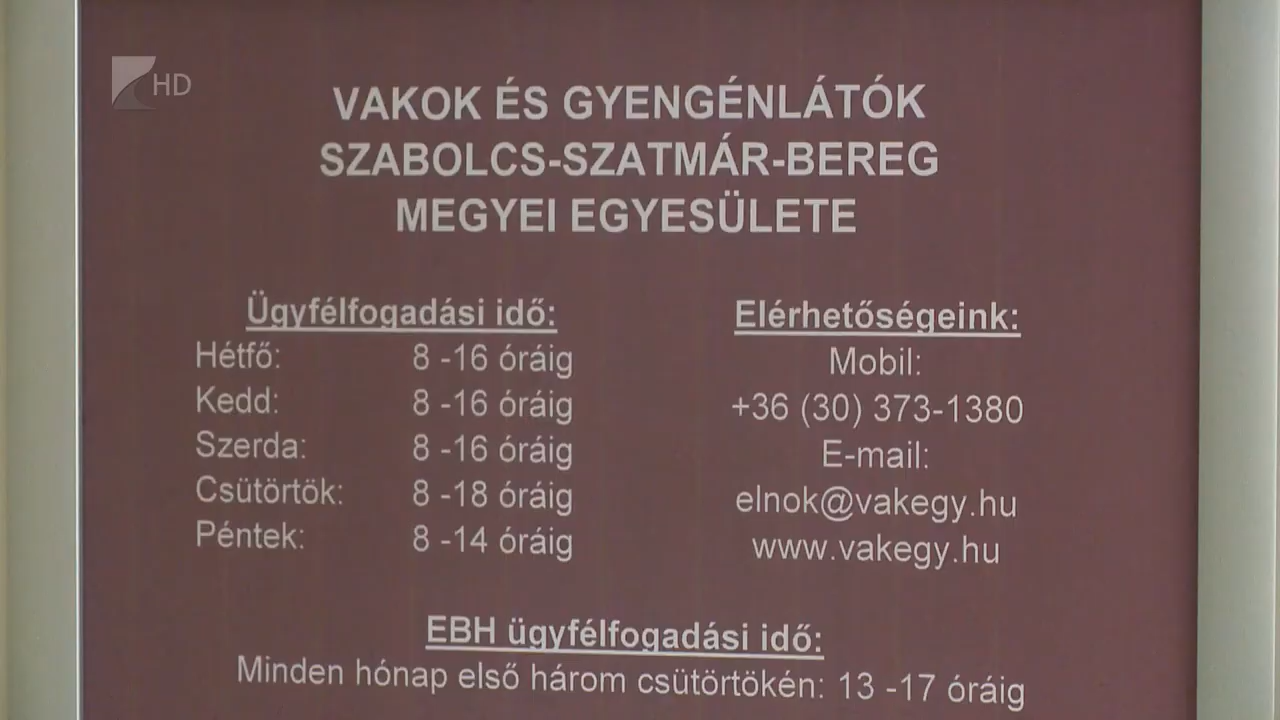 HD
VAKOK ÉS GYENGÉNLÁTÓK
SZABOLCS-SZATMÁR-BEREG
MEGYEI EGYESÜLETE
Ügyfélfogadási idő:
Hétfő: 8 -16 óráig
Kedd: 8 -16 óráig
Szerda: 8 -16 óráig
Csütörtök: 8 -18 óráig
Péntek: 8 -14 óráig
Elérhetőségeink:
Mobil:
+36 (30) 373-1380
E-mail:
elnok@vakegy.hu
www.vakegy.hu
EBH ügyfélfogadási idő:
Minden hónap első három csütörtökén: 13 -17 óráig